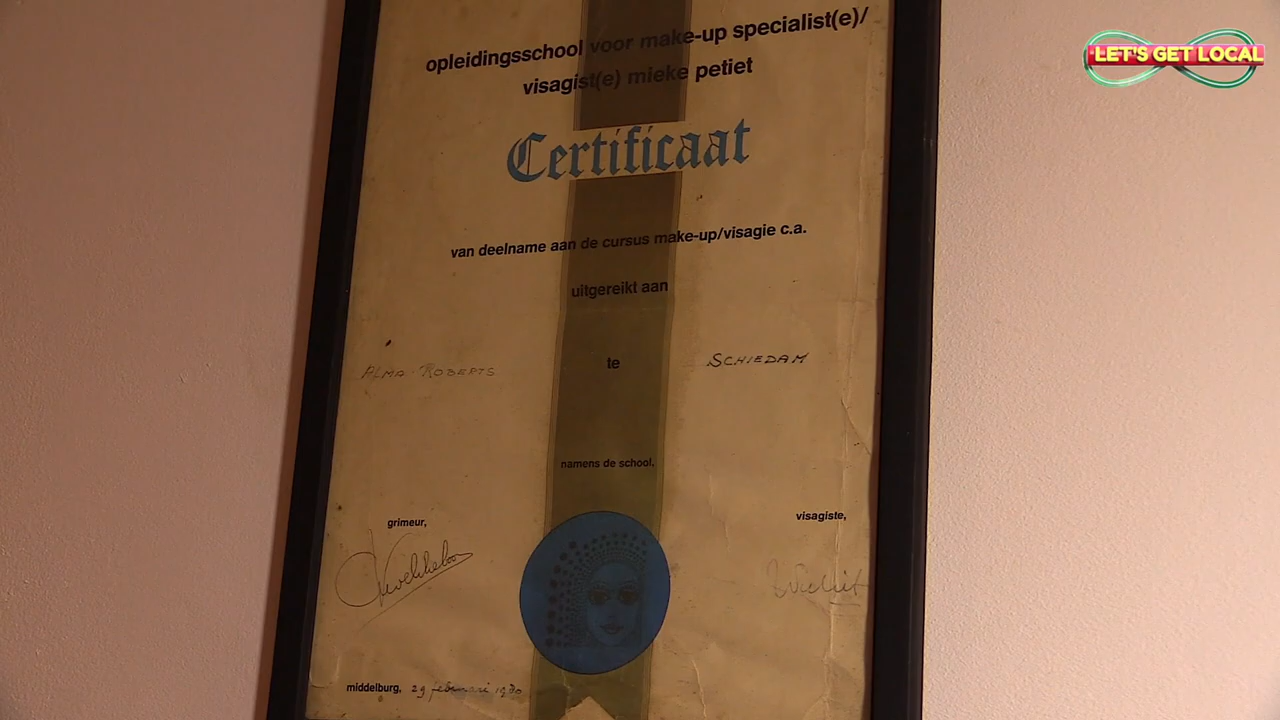 LET'S GET LOCAL
opleidingsschool voor make-up specialist(e)/
visagist(e) mieke petiet
Certificaat
van deelname aan de cursus make-up/visagie c.a.
uitgereikt aan
ALMA ROBERTS te SCHIEDAM
namens de school,
grimeur, visagiste,
middelburg, 29 februari 1980